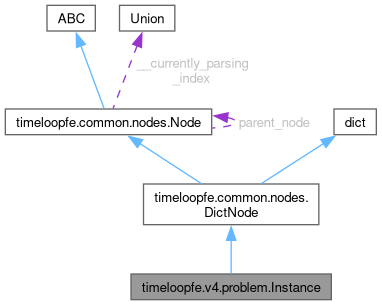 ABC
Union
__currently_parsing
_index
timeloopfe.common.nodes.Node
parent_node
dict
timeloopfe.common.nodes.
DictNode
timeloopfe.v4.problem.Instance